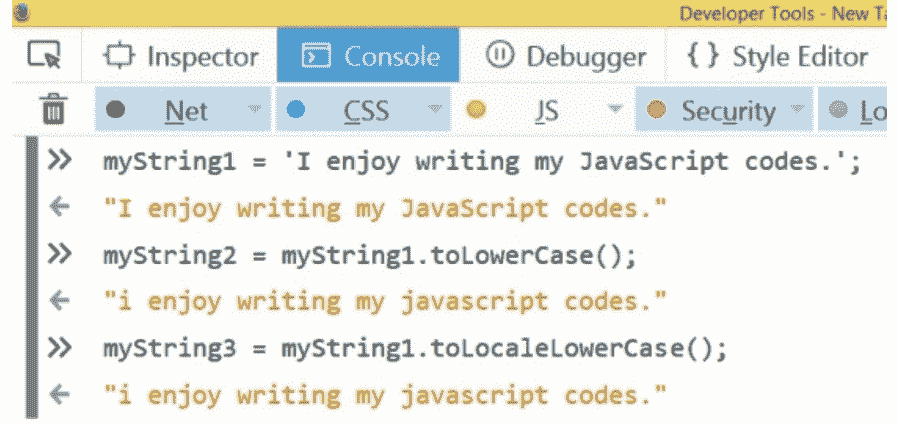 Developer Tools - New Ta
Inspector Console Debugger { } Style Editor
Net CSS JS Security Lo
>> myString1 = 'I enjoy writing my JavaScript codes.';
← "I enjoy writing my JavaScript codes."
>> myString2 = myString1.toLowerCase();
← "i enjoy writing my javascript codes."
>> myString3 = myString1.toLocaleLowerCase();
← "i enjoy writing my javascript codes."